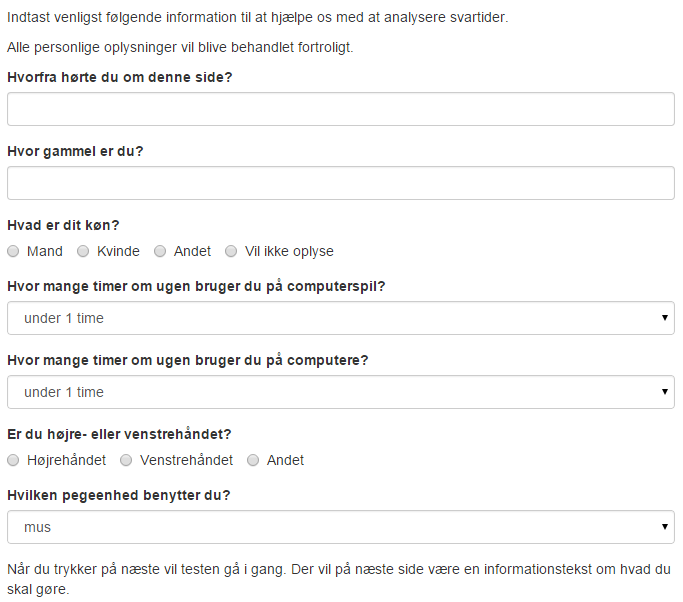 Indtast venligst følgende information til at hjælpe os med at analysere svartider.
Alle personlige oplysninger vil blive behandlet fortroligt.
Hvorfra hørte du om denne side?
Hvor gammel er du?
Hvad er dit køn?
Mand Kvinde Andet Vil ikke oplyse
Hvor mange timer om ugen bruger du på computerspil?
under 1 time
Hvor mange timer om ugen bruger du på computere?
under 1 time
Er du højre- eller venstrehåndet?
Højrehåndet Venstrehåndet Andet
Hvilken pegeenhed benytter du?
mus
Når du trykker på næste vil testen gå i gang. Der vil på næste side være en informationstekst om hvad du
skal gøre.